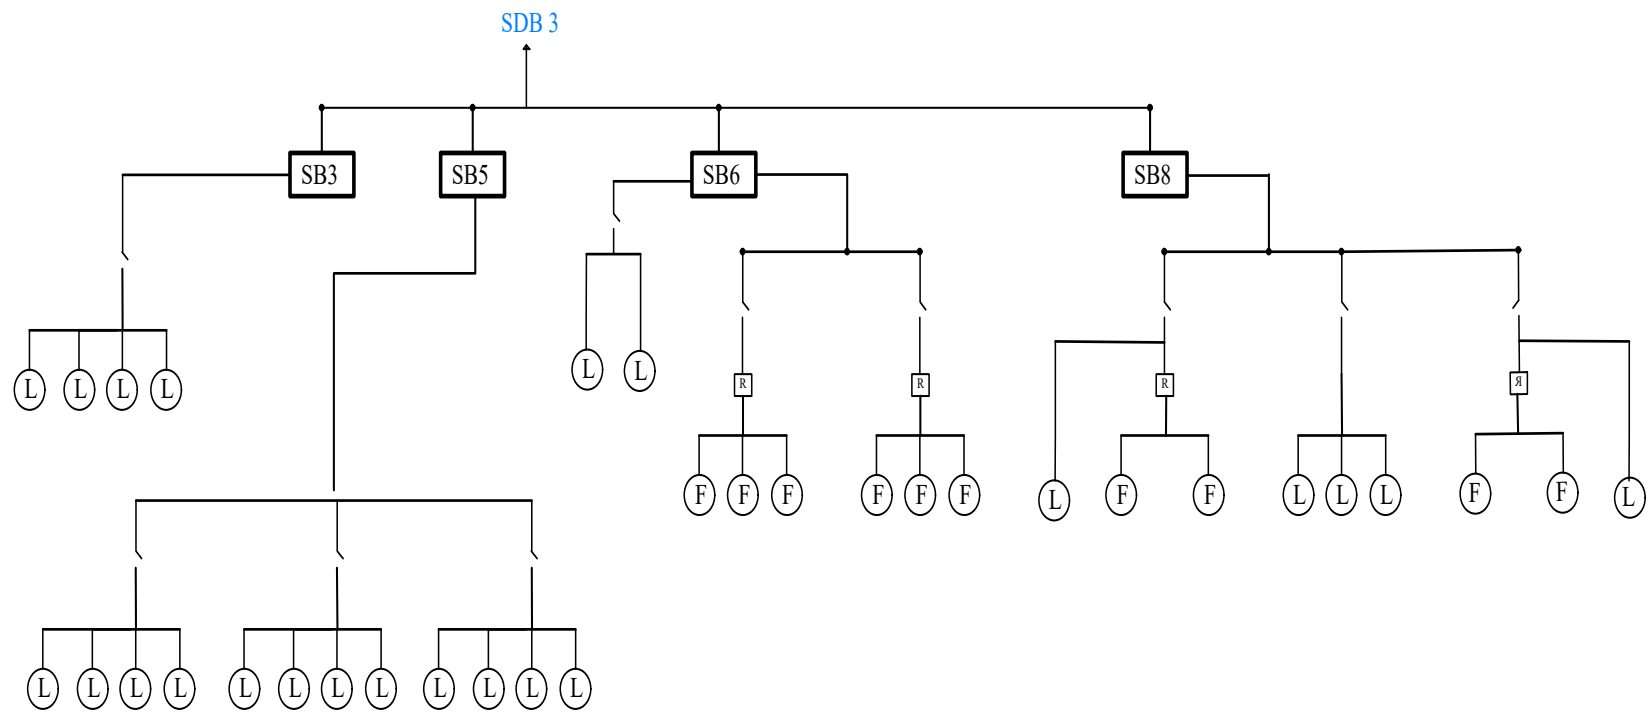 SDB 3
SB3 SB5 SB6 SB8
L L
L L L L R R R Я
F F F F F F L F F L L L F F L
L L L L L L L L L L L L